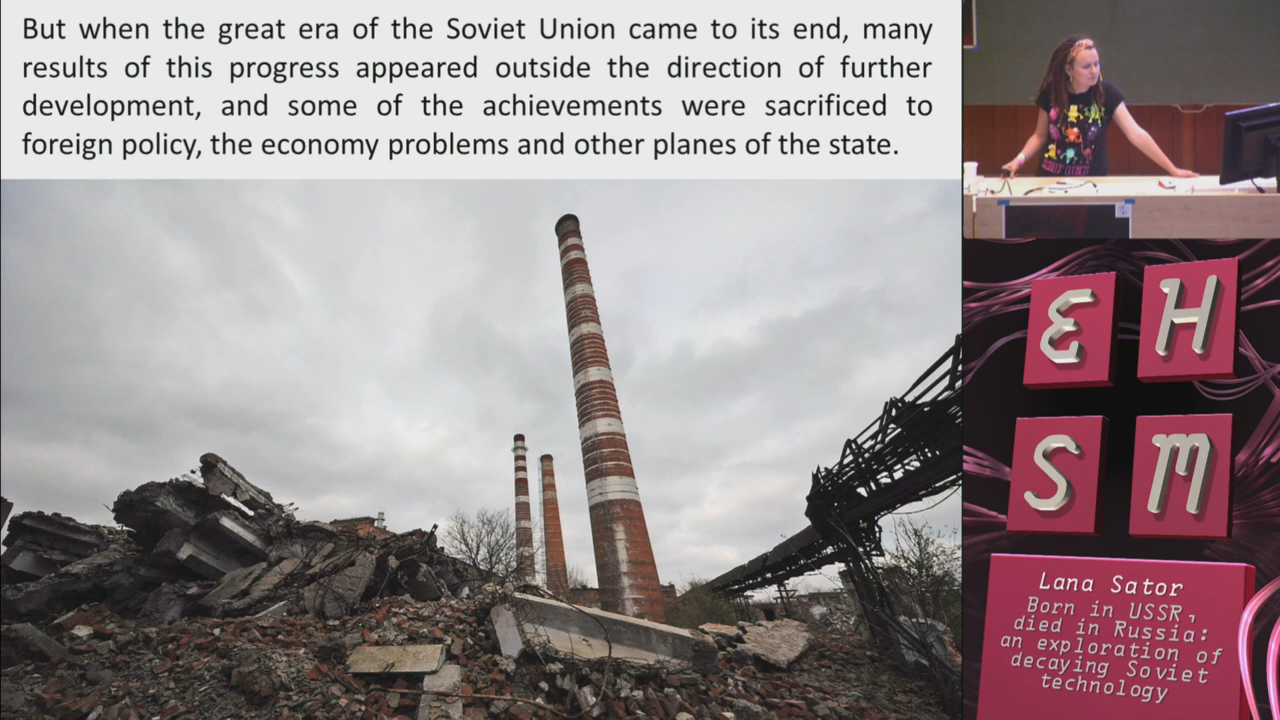 But when the great era of the Soviet Union came to its end, many
results of this progress appeared outside the direction of further
development, and some of the achievements were sacrificed to
foreign policy, the economy problems and other planes of the state.
E H
S M
Lana Sator
Born in USSR,
died in Russia:
an exploration of
decaying Soviet
technology